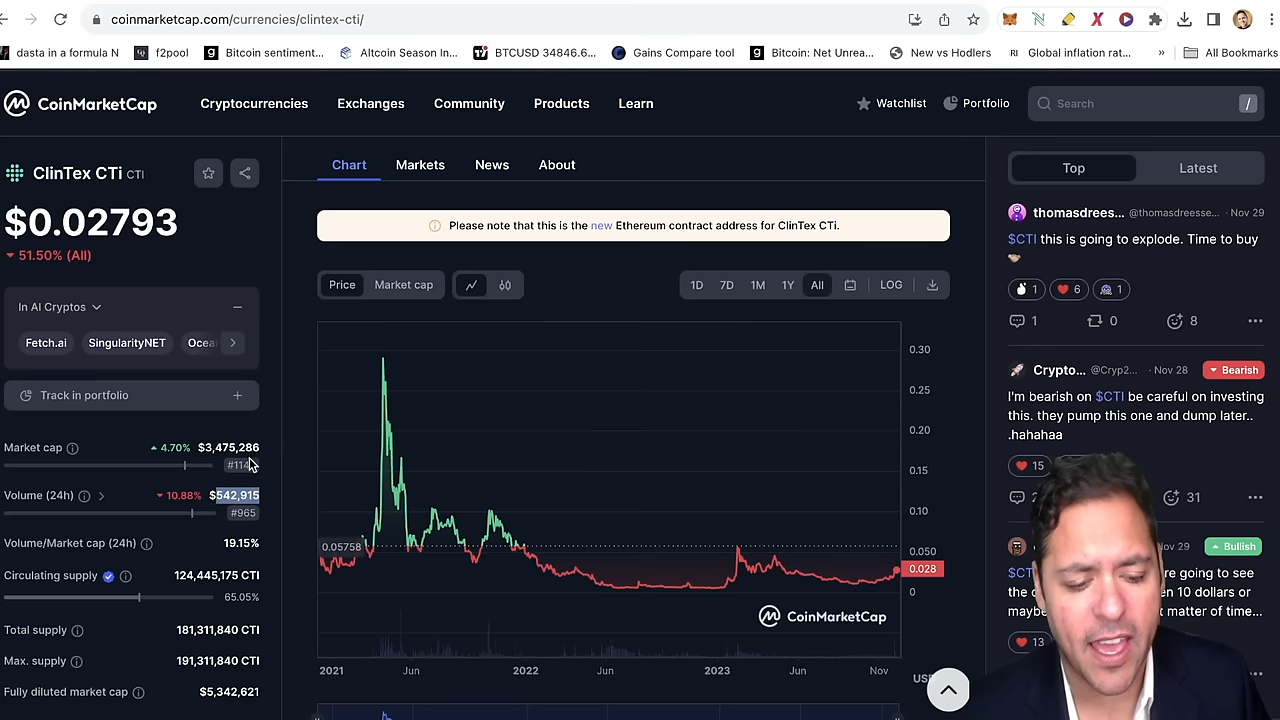 coinmarketcap.com/currencies/clintex-cti/
dasta in a formula N
f2pool
Bitcoin sentiment...
Altcoin Season In...
BTCUSD 34846.6...
Gains Compare tool
Bitcoin: Net Unrea...
New vs Hodlers
Global inflation rat...
»
All Bookmarks
CoinMarketCap
Cryptocurrencies
Exchanges
Community
Products
Learn
Watchlist
Portfolio
Search
/
ClinTex CTi CTI
$0.02793
51.50% (All)
In AI Cryptos
Fetch.ai
SingularityNET
Track in portfolio
Market cap
4.70%
$3,475,286
Volume (24h)
10.88%
$542,915
#965
Volume/Market cap (24h)
19.15%
Circulating supply
124,445,175 CTI
65.05%
Total supply
181,311,840 CTI
Max. supply
191,311,840 CTI
Fully diluted market cap
$5,342,621
Chart
Markets
News
About
Please note that this is the new Ethereum contract address for ClinTex CTi.
Price
Market cap
1D
7D
1M
1Y
All
LOG
0.30
0.25
0.20
0.15
0.10
0.050
0.028
0
0.05758
CoinMarketCap
2021
Jun
2022
Jun
2023
Jun
Nov
Top
Latest
thomasdrees... @thomasdreesse... · Nov 29
$CTI this is going to explode. Time to buy
1
6
1
1
0
8
Crypto... @Cryp2... · Nov 28
Bearish
I'm bearish on $CTI be careful on investing
this. they pump this one and dump later..
.hahahaa
15
31
Nov 29
Bullish
13